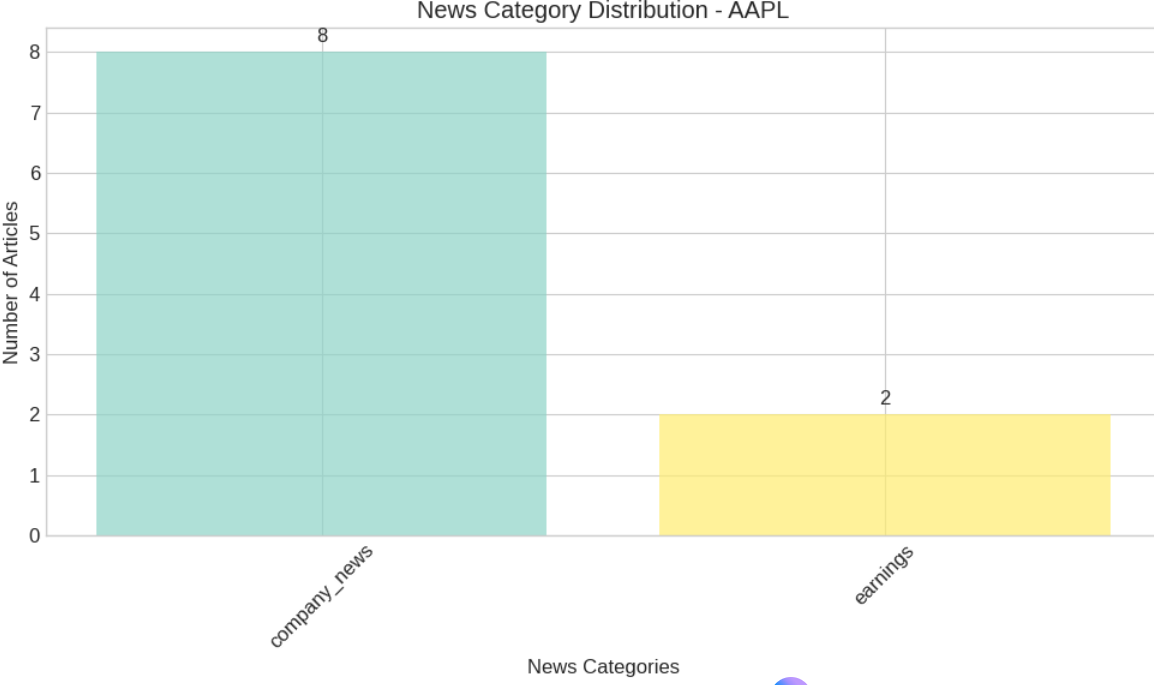 News Category Distribution - AAPL
8
8
7
6
5
4
3
2
2
1
0
Number of Articles
company_news
earnings
News Categories